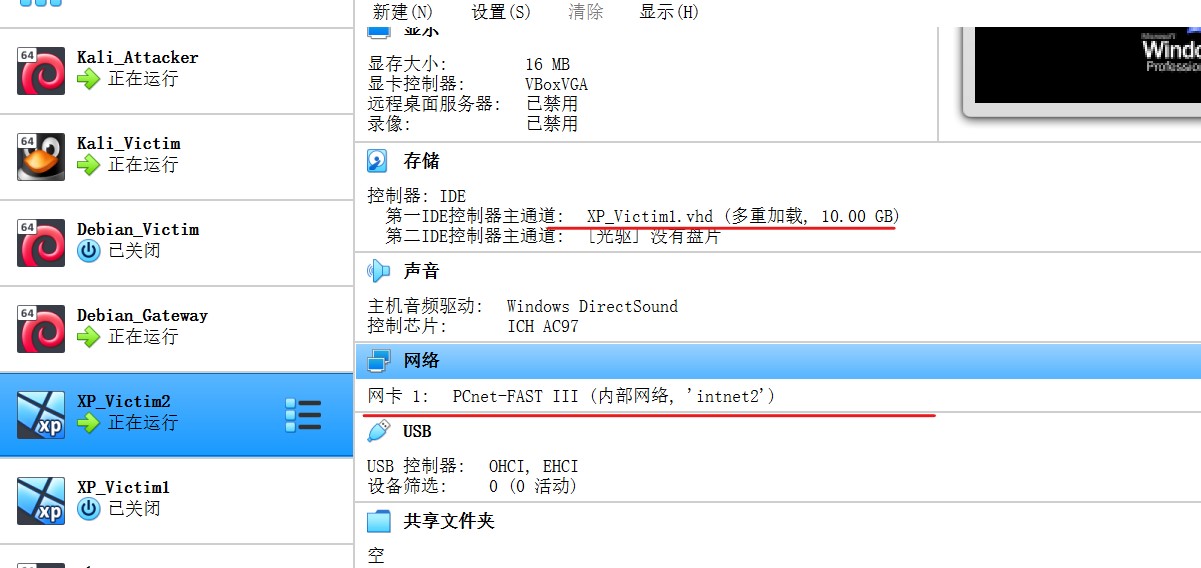 新建(N) 设置(S) 清除 显示(H)
64
Kali_Attacker
正在运行
64
Kali_Victim
正在运行
64
Debian_Victim
已关闭
64
Debian_Gateway
正在运行
xp
XP_Victim2
正在运行
xp
XP_Victim1
已关闭
64
显示
显存大小: 16 MB
显卡控制器: VBoxVGA
远程桌面服务器: 已禁用
录像: 已禁用
Microsoft
Windo
Professio
存储
控制器: IDE
第一IDE控制器主通道: XP_Victim1.vhd (多重加载, 10.00 GB)
第二IDE控制器主通道: [光驱] 没有盘片
声音
主机音频驱动: Windows DirectSound
控制芯片: ICH AC97
网络
网卡 1: PCnet-FAST III (内部网络, 'intnet2')
USB
USB 控制器: OHCI, EHCI
设备筛选: 0 (0 活动)
共享文件夹
空